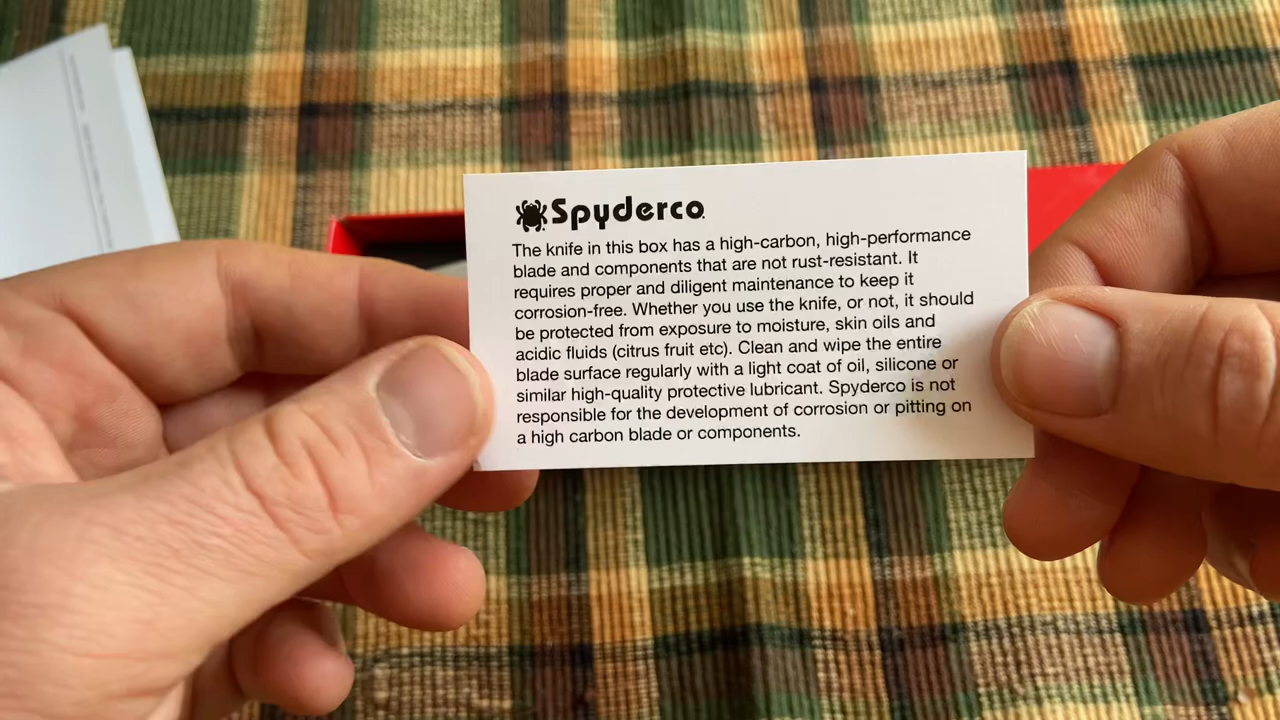 Spyderco
The knife in this box has a high-carbon, high-performance
blade and components that are not rust-resistant. It
requires proper and diligent maintenance to keep it
corrosion-free. Whether you use the knife, or not, it should
be protected from exposure to moisture, skin oils and
acidic fluids (citrus fruit etc). Clean and wipe the entire
blade surface regularly with a light coat of oil, silicone or
similar high-quality protective lubricant. Spyderco is not
responsible for the development of corrosion or pitting on
a high carbon blade or components.